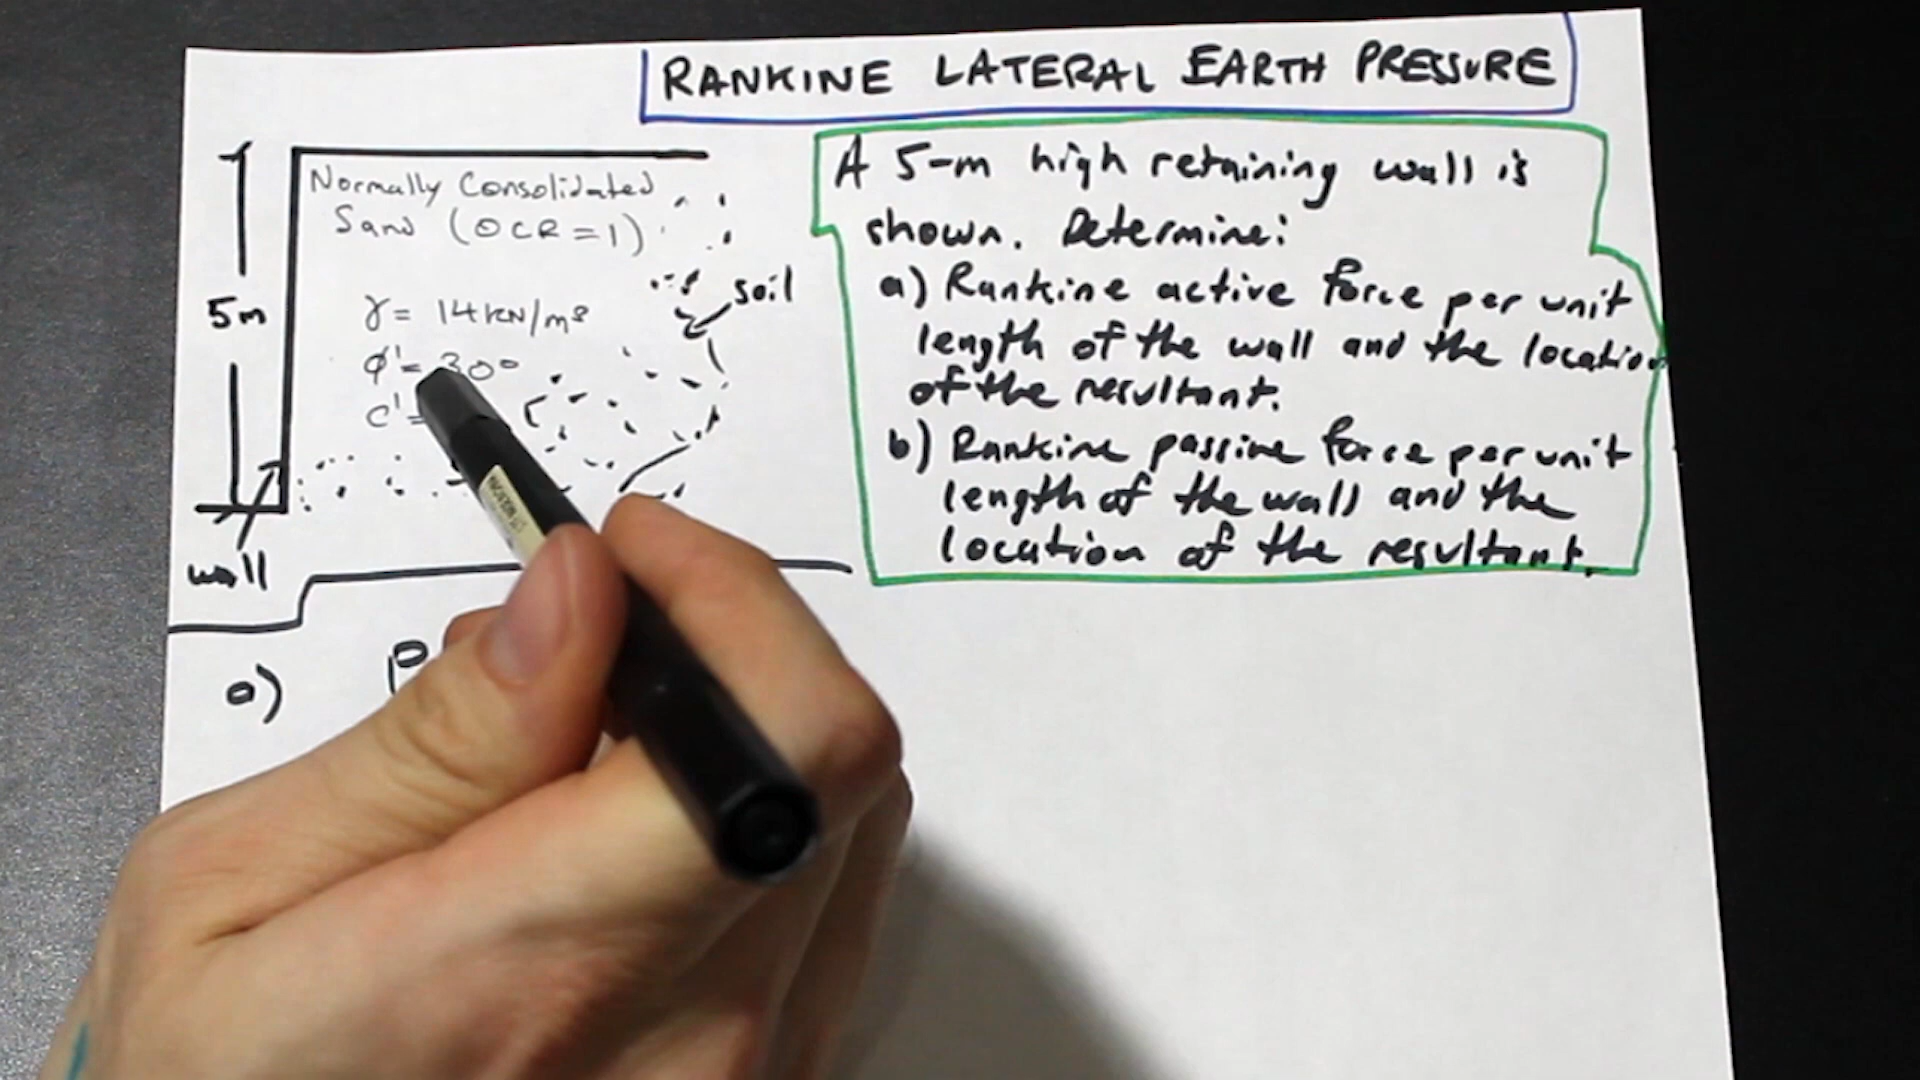 RANKINE LATERAL EARTH PRESSURE
Normally Consolidated
Sand (OCR=1)
γ = 14 kN/m³
ϕ' = 30°
c' =
5m
soil
wall
A 5-m high retaining wall is
shown. Determine:
a) Rankine active force per unit
length of the wall and the location
of the resultant.
b) Rankine passive force per unit
length of the wall and the
location of the resultant.
a) P